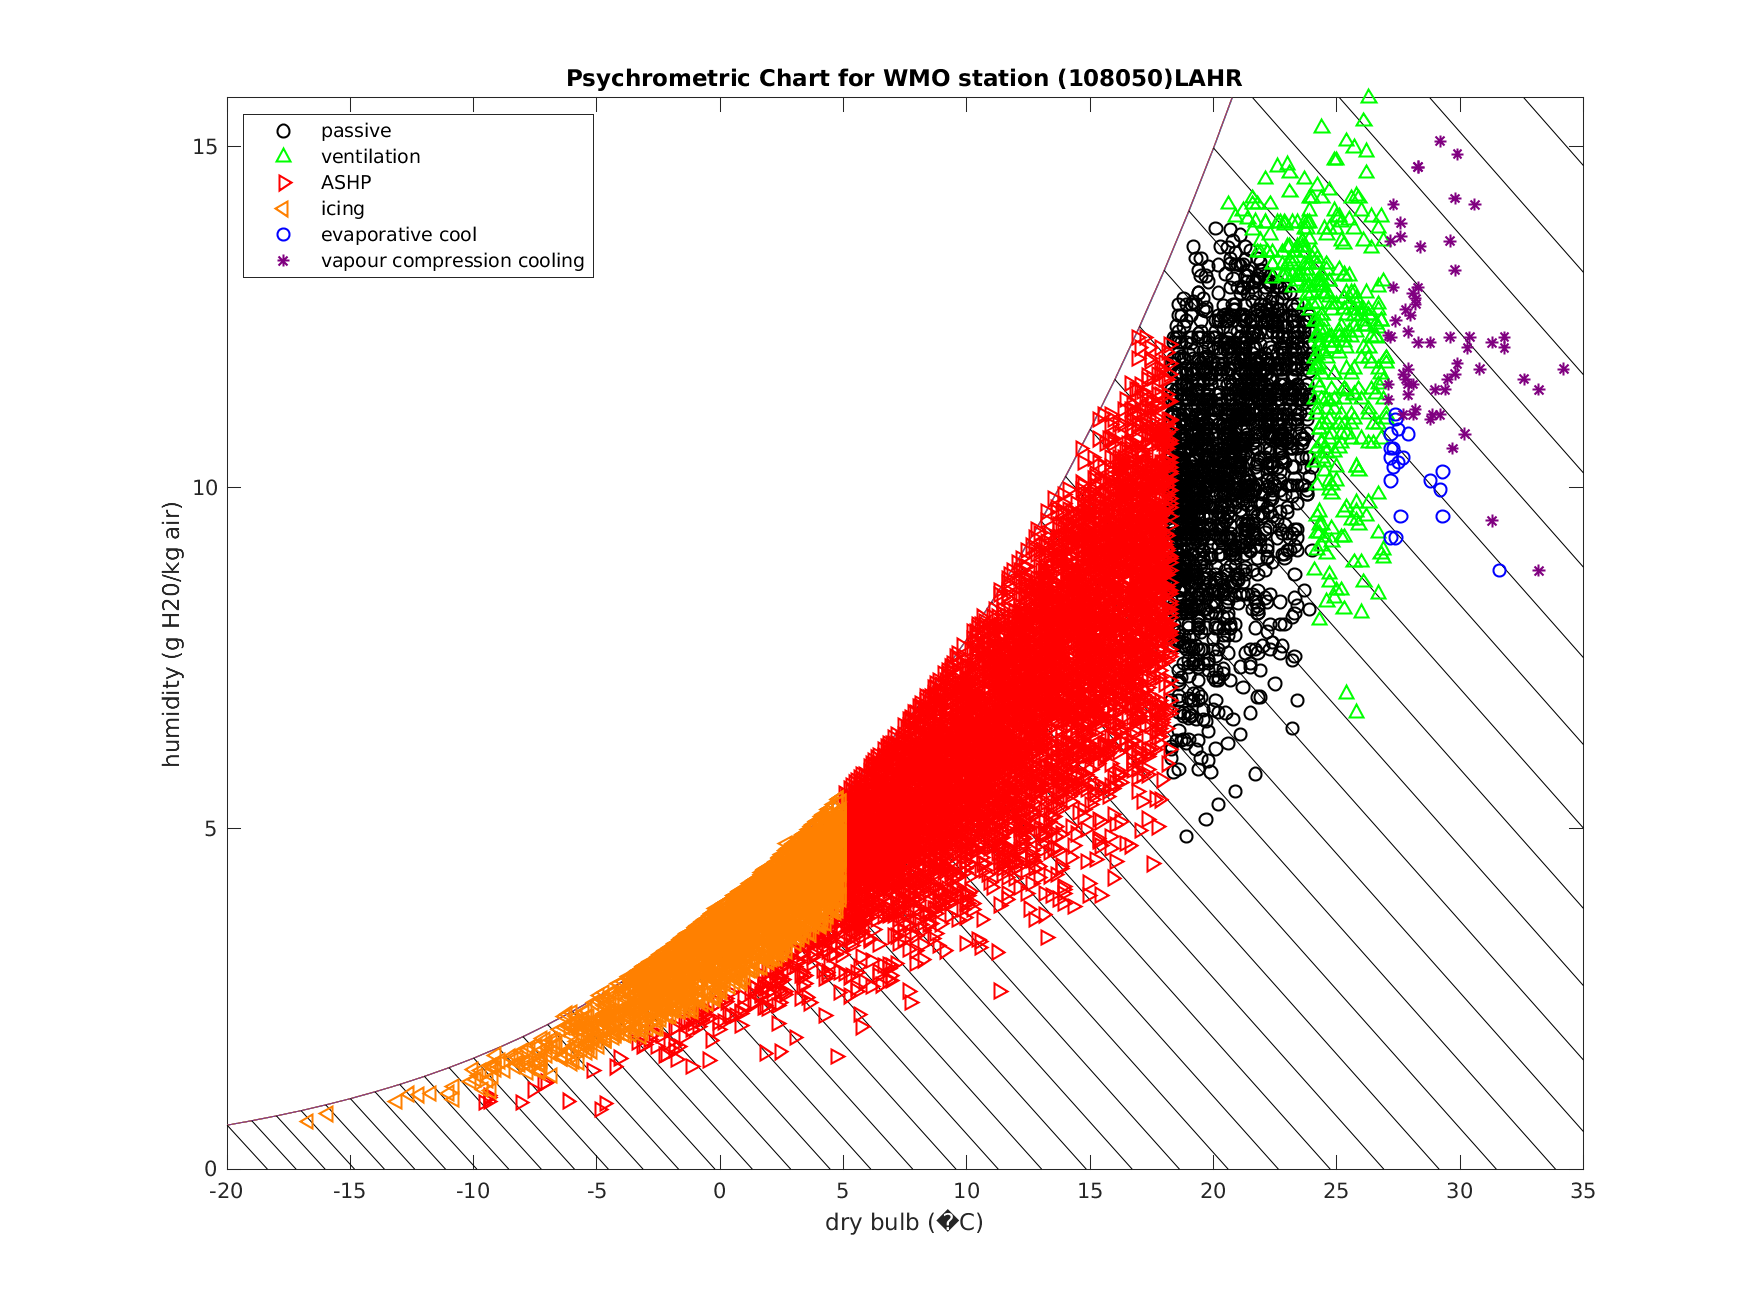 Psychrometric Chart for WMO station (108050)LAHR
passive
ventilation
ASHP
icing
evaporative cool
vapour compression cooling
15
10
5
0
humidity (g H20/kg air)
-20 -15 -10 -5 0 5 10 15 20 25 30 35
dry bulb (�C)